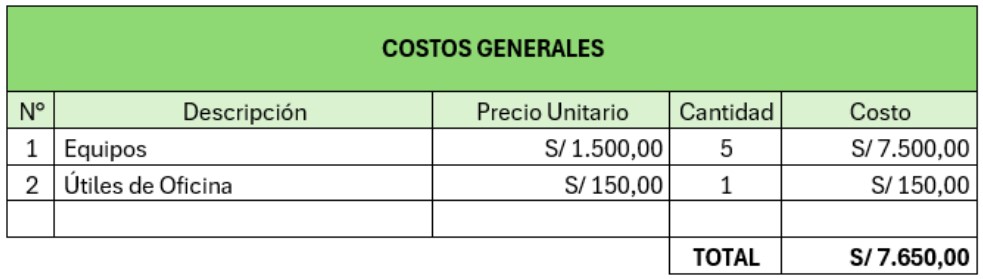 COSTOS GENERALES
N° Descripción Precio Unitario Cantidad Costo
1 Equipos S/ 1.500,00 5 S/ 7.500,00
2 Útiles de Oficina S/ 150,00 1 S/ 150,00
TOTAL S/ 7.650,00